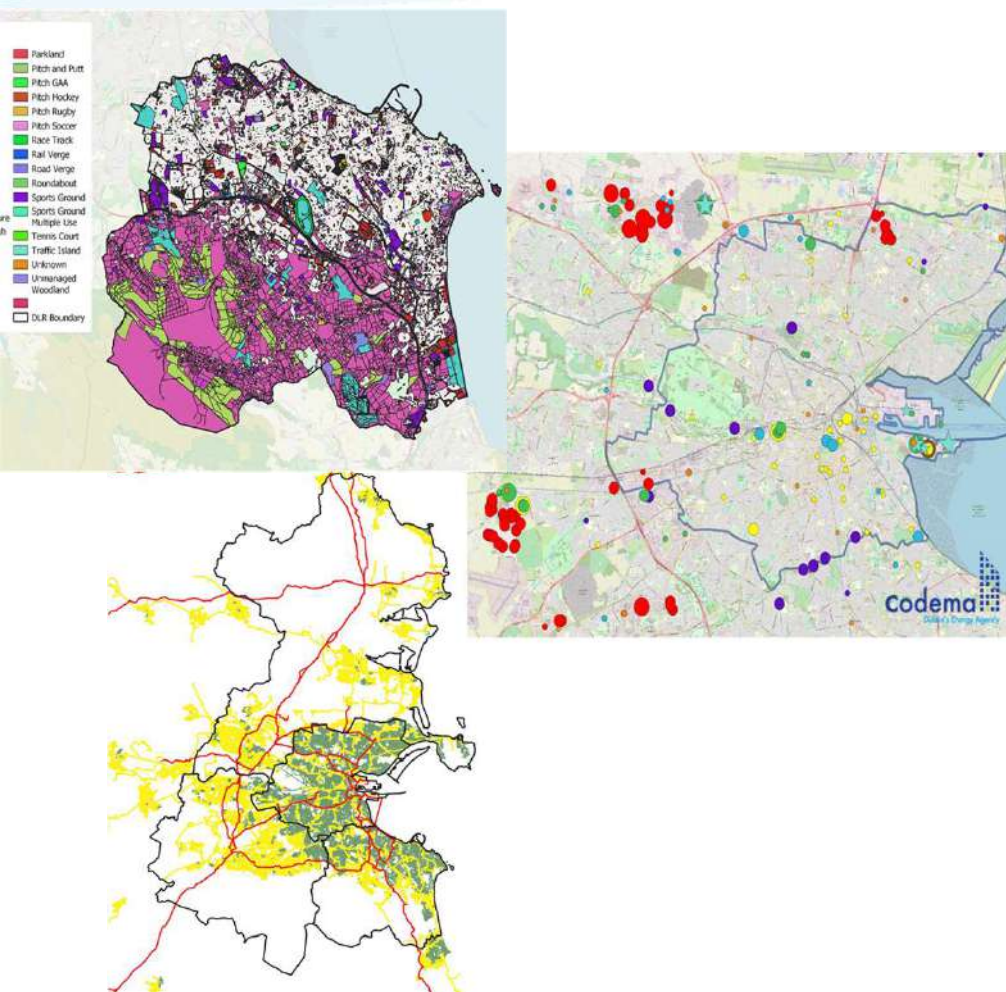 Parkland
Pitch and Putt
Pitch GAA
Pitch Hockey
Pitch Rugby
Pitch Soccer
Race Track
Rail Verge
Road Verge
Roundabout
Sports Ground
Sports Ground
Multiple Use
Tennis Court
Traffic Island
Unknown
Unmanaged
Woodland
DLR Boundary
codema
Dublin's Energy Agency